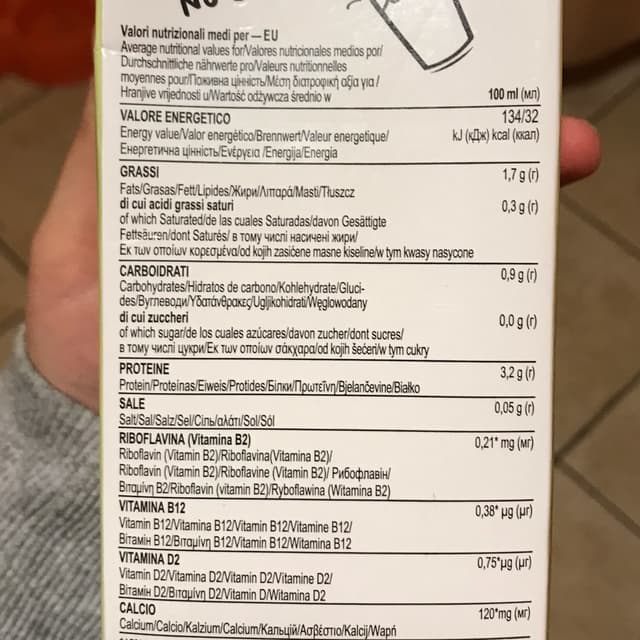 Valori nutrizionali medi per — EU
Average nutritional values for/Valores nutricionales medios por/
Durchschnittliche nährwerte pro/Valeurs nutritionnelles
moyennes pour/Поживна цінність/Μέση διατροφική αξία για /
Hranjive vrijednosti u/Wartość odżywcza średnio w
100 ml (мл)
VALORE ENERGETICO
134/32
Energy value/Valor energético/Brennwert/Valeur energetique/
kJ (кДж) kcal (ккал)
Енергетична цінність/Ενέργεια /Energija/Energia
GRASSI
1,7 g (г)
Fats/Grasas/Fett/Lipides/Жири/Λιπαρά/Masti/Tłuszcz
di cui acidi grassi saturi
0,3 g (г)
of which Saturated/de las cuales Saturadas/davon Gesättigte
Fettsäuren/dont Saturés/ в тому числі насичені жири/
Εκ των οποίων κορεσμένα/od kojih zasićene masne kiseline/w tym kwasy nasycone
CARBOIDRATI
0,9 g (г)
Carbohydrates/Hidratos de carbono/Kohlehydrate/Gluci-
des/Вуглеводи/Υδατάνθρακες/Ugljikohidrati/Węglowodany
di cui zuccheri
0,0 g (г)
of which sugar/de los cuales azúcares/davon zucher/dont sucres/
в тому числі цукри/Εκ των οποίων σάκχαρα/od kojih šećeri/w tym cukry
PROTEINE
3,2 g (г)
Protein/Proteínas/Eiweis/Protides/Білки/Πρωτεΐνη/Bjelančevine/Białko
SALE
0,05 g (г)
Salt/Sal/Salz/Sel/Сіль/αλάτι/Sol/Sól
RIBOFLAVINA (Vitamina B2)
0,21* mg (мг)
Riboflavin (Vitamin B2)/Riboflavina(Vitamina B2)/
Riboflavin (Vitamin B2)/Riboflavine (Vitamin B2)/ Рибофлавін/
Βιταμίνη B2/Riboflavin (vitamin B2)/Ryboflawina (Witamina B2)
VITAMINA B12
0,38* µg (µг)
Vitamin B12/Vitamina B12/Vitamin B12/Vitamine B12/
Вітамін B12/Βιταμίνη B12/Vitamin B12/Witamina B12
VITAMINA D2
0,75*µg (µг)
Vitamin D2/Vitamina D2/Vitamin D2/Vitamine D2/
Вітамін D2/Βιταμίνη D2/Vitamin D/Witamina D2
CALCIO
120*mg (мг)
Calcium/Calcio/Kalzium/Calcium/Кальцій/Ασβέστιο/Kalcij/Wapń